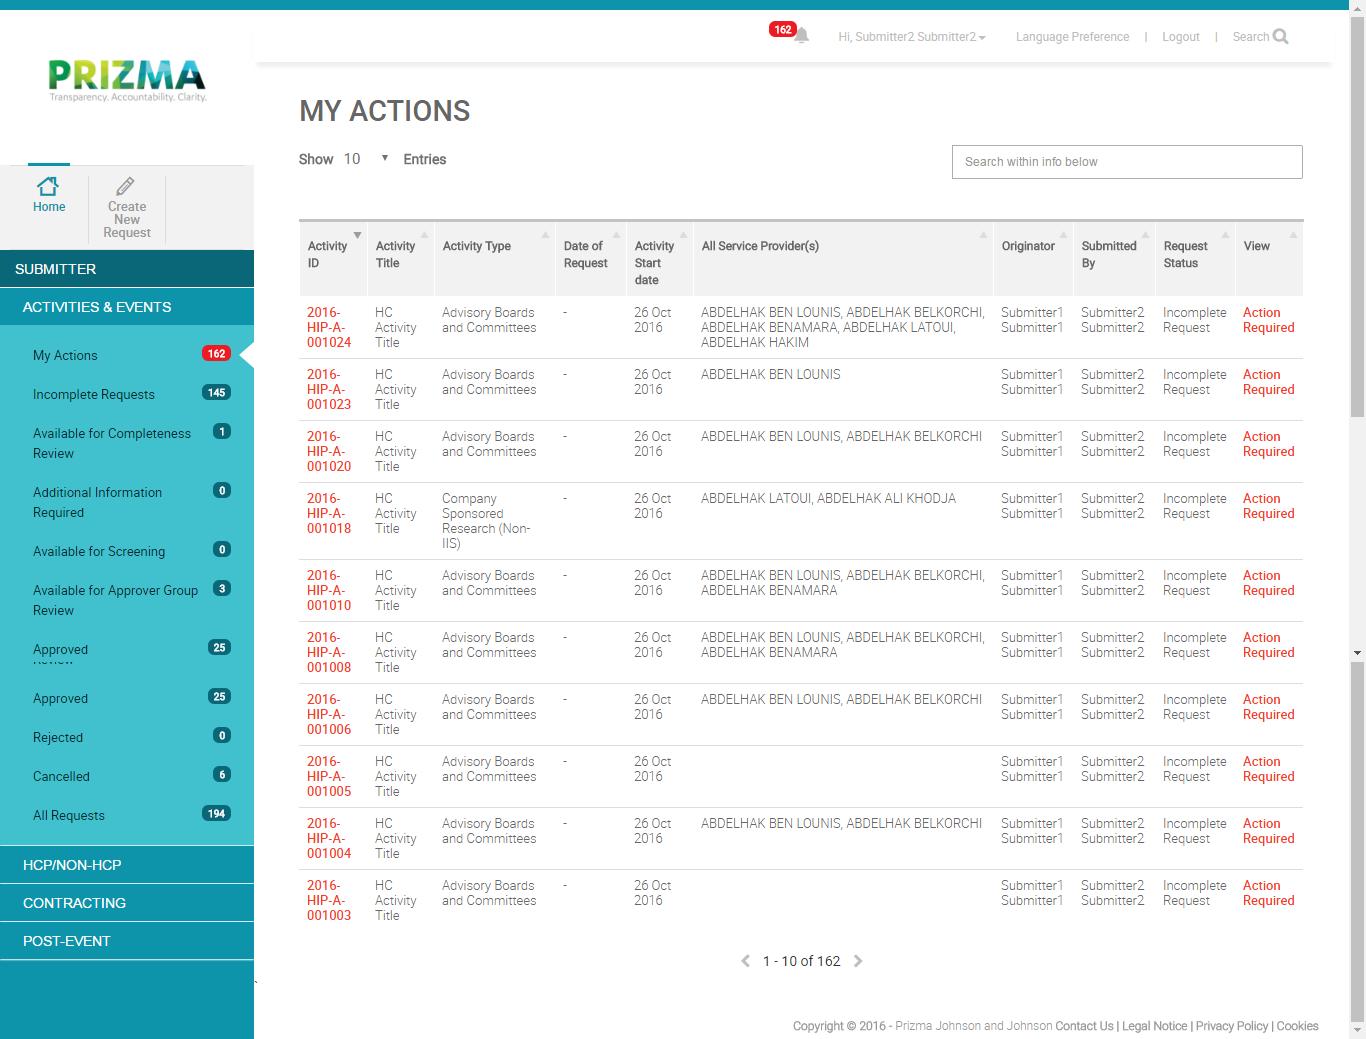 162
Hi, Submitter2 Submitter2
Language Preference | Logout | Search
PRIZMA
Transparency. Accountability. Clarity.
Home
Create
New
Request
SUBMITTER
ACTIVITIES & EVENTS
My Actions 162
Incomplete Requests 145
Available for Completeness 1
Review
Additional Information 0
Required
Available for Screening 0
Available for Approver Group 3
Review
Approved 25
Approved 25
Rejected 0
Cancelled 6
All Requests 194
HCP/NON-HCP
CONTRACTING
POST-EVENT
MY ACTIONS
Show 10 Entries
Search within info below
Activity Activity Activity Type Date of Activity All Service Provider(s) Originator Submitted Request View
ID Title Request Start By Status
date
2016- HC Advisory Boards - 26 Oct ABDELHAK BEN LOUNIS, ABDELHAK BELKORCHI, Submitter1 Submitter2 Incomplete Action
HIP-A- Activity and Committees 2016 ABDELHAK BENAMARA, ABDELHAK LATOUI, Submitter1 Submitter2 Request Required
001024 Title ABDELHAK HAKIM
2016- HC Advisory Boards - 26 Oct ABDELHAK BEN LOUNIS Submitter1 Submitter2 Incomplete Action
HIP-A- Activity and Committees 2016 Submitter1 Submitter2 Request Required
001023 Title
2016- HC Advisory Boards - 26 Oct ABDELHAK BEN LOUNIS, ABDELHAK BELKORCHI Submitter1 Submitter2 Incomplete Action
HIP-A- Activity and Committees 2016 Submitter1 Submitter2 Request Required
001020 Title
2016- HC Company - 26 Oct ABDELHAK LATOUI, ABDELHAK ALI KHODJA Submitter1 Submitter2 Incomplete Action
HIP-A- Activity Sponsored 2016 Submitter1 Submitter2 Request Required
001018 Title Research (Non-
IIS)
2016- HC Advisory Boards - 26 Oct ABDELHAK BEN LOUNIS, ABDELHAK BELKORCHI, Submitter1 Submitter2 Incomplete Action
HIP-A- Activity and Committees 2016 ABDELHAK BENAMARA Submitter1 Submitter2 Request Required
001010 Title
2016- HC Advisory Boards - 26 Oct ABDELHAK BEN LOUNIS, ABDELHAK BELKORCHI, Submitter1 Submitter2 Incomplete Action
HIP-A- Activity and Committees 2016 ABDELHAK BENAMARA Submitter1 Submitter2 Request Required
001008 Title
2016- HC Advisory Boards - 26 Oct ABDELHAK BEN LOUNIS, ABDELHAK BELKORCHI Submitter1 Submitter2 Incomplete Action
HIP-A- Activity and Committees 2016 Submitter1 Submitter2 Request Required
001006 Title
2016- HC Advisory Boards - 26 Oct Submitter1 Submitter2 Incomplete Action
HIP-A- Activity and Committees 2016 Submitter1 Submitter2 Request Required
001005 Title
2016- HC Advisory Boards - 26 Oct ABDELHAK BEN LOUNIS, ABDELHAK BELKORCHI Submitter1 Submitter2 Incomplete Action
HIP-A- Activity and Committees 2016 Submitter1 Submitter2 Request Required
001004 Title
2016- HC Advisory Boards - 26 Oct Submitter1 Submitter2 Incomplete Action
HIP-A- Activity and Committees 2016 Submitter1 Submitter2 Request Required
001003 Title
1 - 10 of 162
Copyright © 2016 - Prizma Johnson and Johnson Contact Us | Legal Notice | Privacy Policy | Cookies